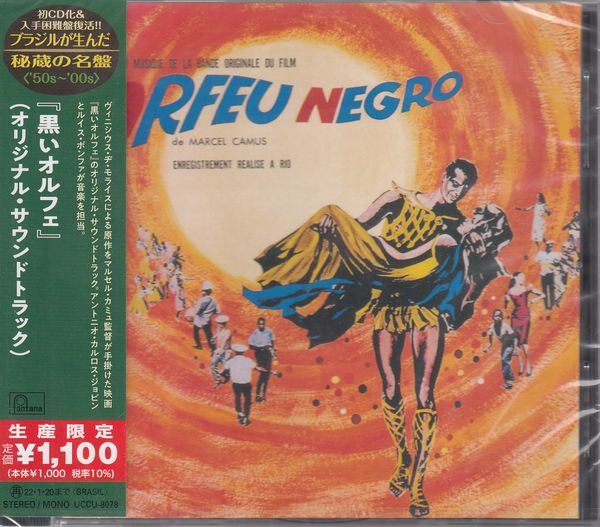 初CD化&
入手困難盤復活!!
ブラジルが生んだ
秘蔵の名盤
〈'50s～'00s〉
『黒いオルフェ』
(オリジナル・サウンドトラック)
ヴィニシウス・ヂ・モライスによる原作をマルセル・カミュ監督が手掛けた映画
『黒いオルフェ』のオリジナル・サウンドトラック。アントニオ・カルロス・ジョビン
とルイス・ボンファが音楽を担当。
fontana
生産限定
定価 ¥1,100
(本体¥1,000 税率10%)
再 22・1・20まで (BRASIL)
STEREO / MONO UCCU-8078
MUSIQUE DE LA BANDE ORIGINALE DU FILM
RFEU NEGRO
de MARCEL CAMUS
ENREGISTREMENT REALISE A RIO